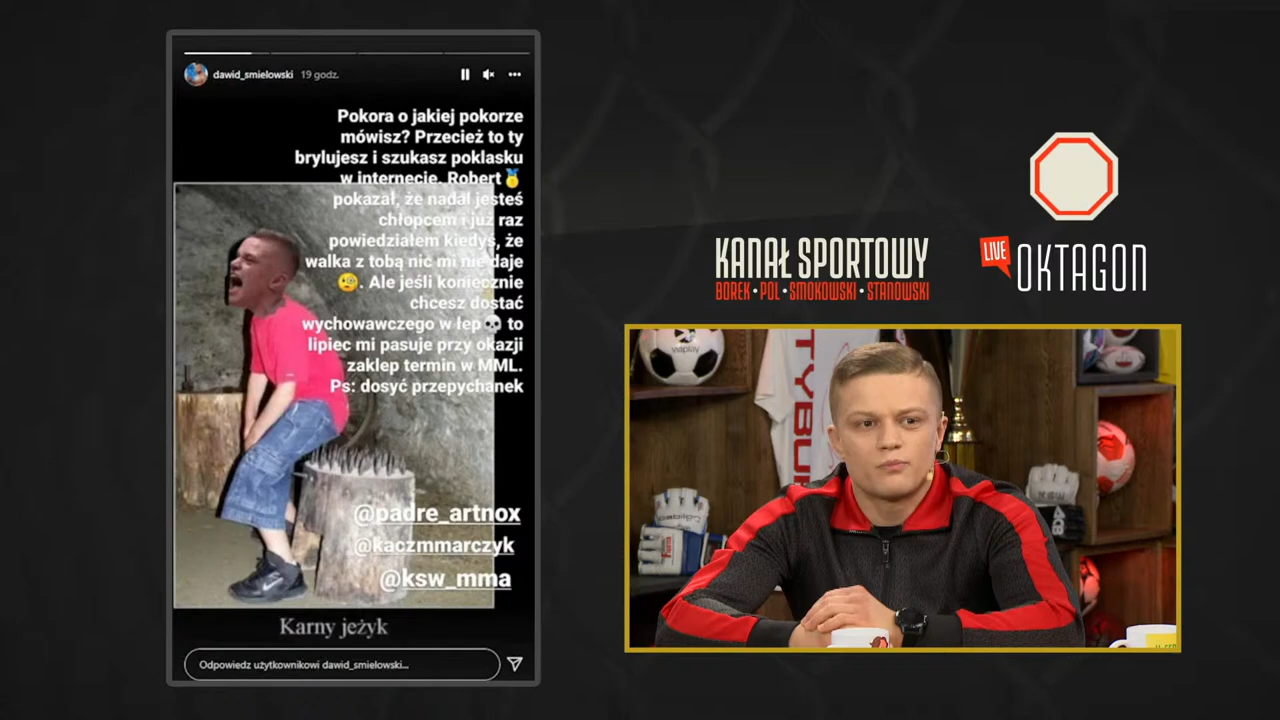 dawid_smielowski 19 godz.
Pokora o jakiej pokorze
mówisz? Przecież to ty
brylujesz i szukasz poklasku
w internecie. Robert🏅
pokazał, że nadal jesteś
chłopcem i już raz
powiedziałem kiedyś, że
walka z tobą nic mi nie daje
🧐. Ale jeśli koniecznie
chcesz dostać
wychowawczego w łep💀 to
lipiec mi pasuje przy okazji
zaklep termin w MML.
Ps: dosyć przepychanek
@padre_artnox
@kaczmmarczyk
@ksw_mma
Karny jeżyk
Odpowiedz użytkownikowi dawid_smielowski...
KANAŁ SPORTOWY
BOREK • POL • SMOKOWSKI • STANOWSKI
LIVE
OKTAGON
viaplay
TYBUR